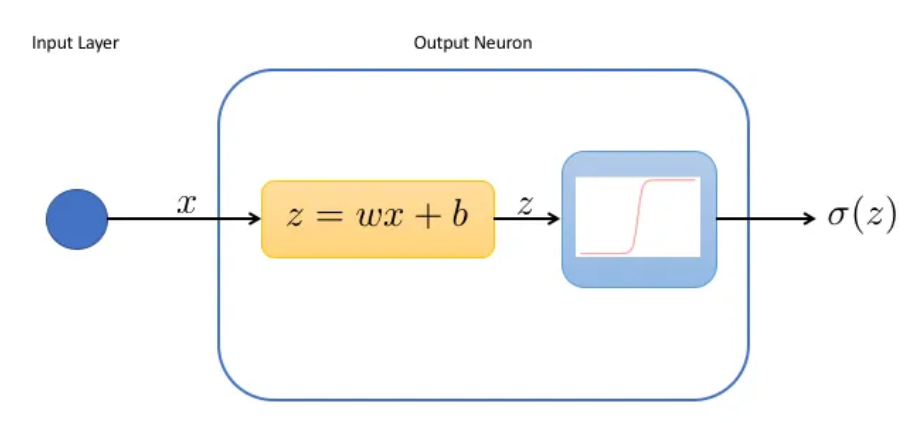 Input Layer
Output Neuron
x
z = wx + b
z
σ(z)